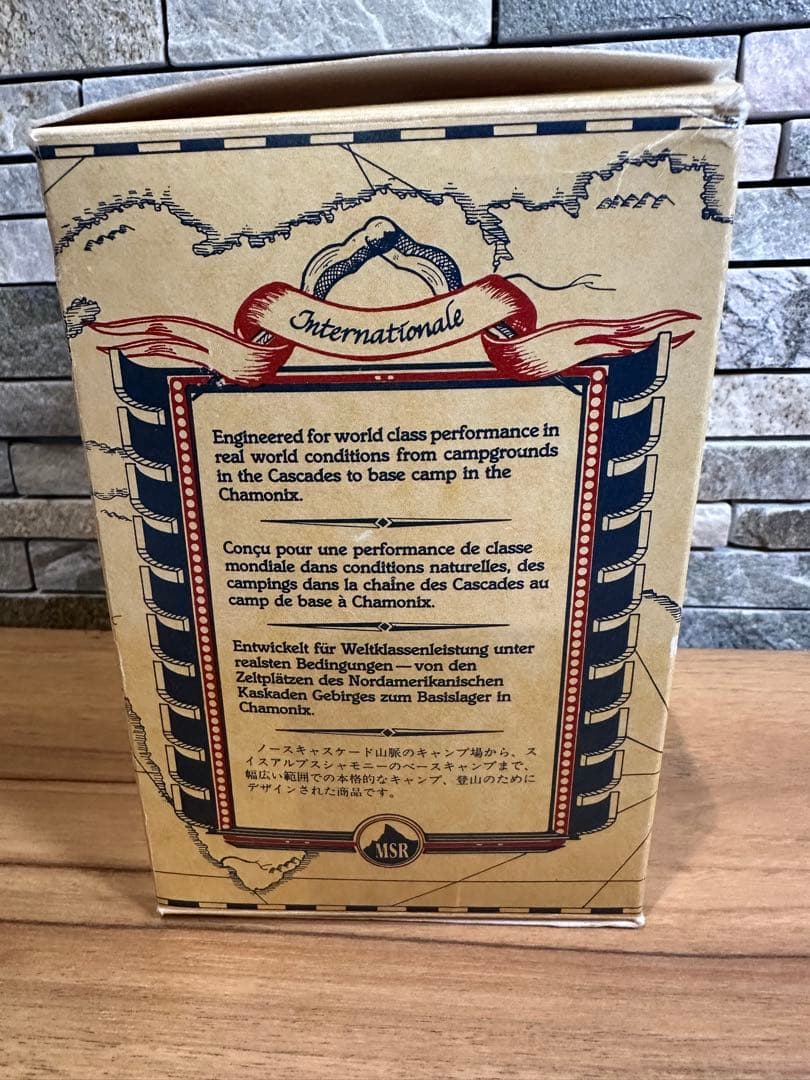 Internationale
Engineered for world class performance in
real world conditions from campgrounds
in the Cascades to base camp in the
Chamonix.
Conçu pour une performance de classe
mondiale dans conditions naturelles, des
campings dans la chaîne des Cascades au
camp de base à Chamonix.
Entwickelt für Weltklassenleistung unter
realsten Bedingungen — von den
Zeltplätzen des Nordamerikanischen
Kaskaden Gebirges zum Basislager in
Chamonix.
ノースキャスケード山脈のキャンプ場から、ス
イスアルプスシャモニーのベースキャンプまで、
幅広い範囲での本格的なキャンプ、登山のために
デザインされた商品です。
MSR